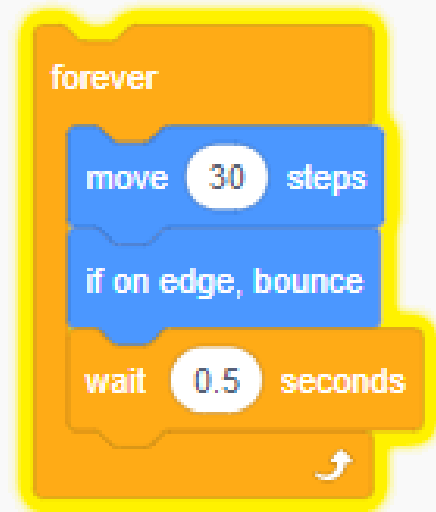 forever
move 30 steps
if on edge, bounce
wait 0.5 seconds